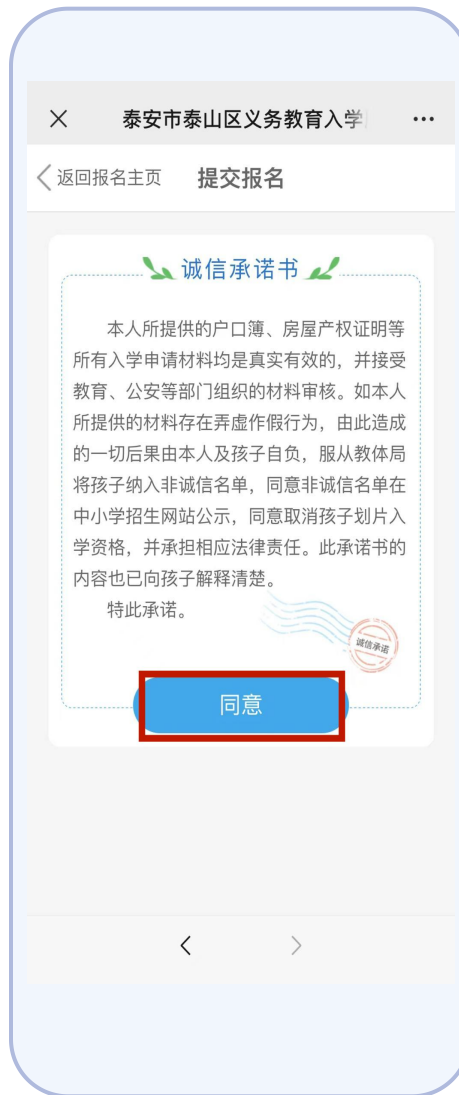 泰安市泰山区义务教育入学
返回报名主页 提交报名
诚信承诺书
本人所提供的户口簿、房屋产权证明等
所有入学申请材料均是真实有效的，并接受
教育、公安等部门组织的材料审核。如本人
所提供的材料存在弄虚作假行为，由此造成
的一切后果由本人及孩子自负，服从教体局
将孩子纳入非诚信名单，同意非诚信名单在
中小学招生网站公示，同意取消孩子划片入
学资格，并承担相应法律责任。此承诺书的
内容也已向孩子解释清楚。
特此承诺。
诚信承诺
同意